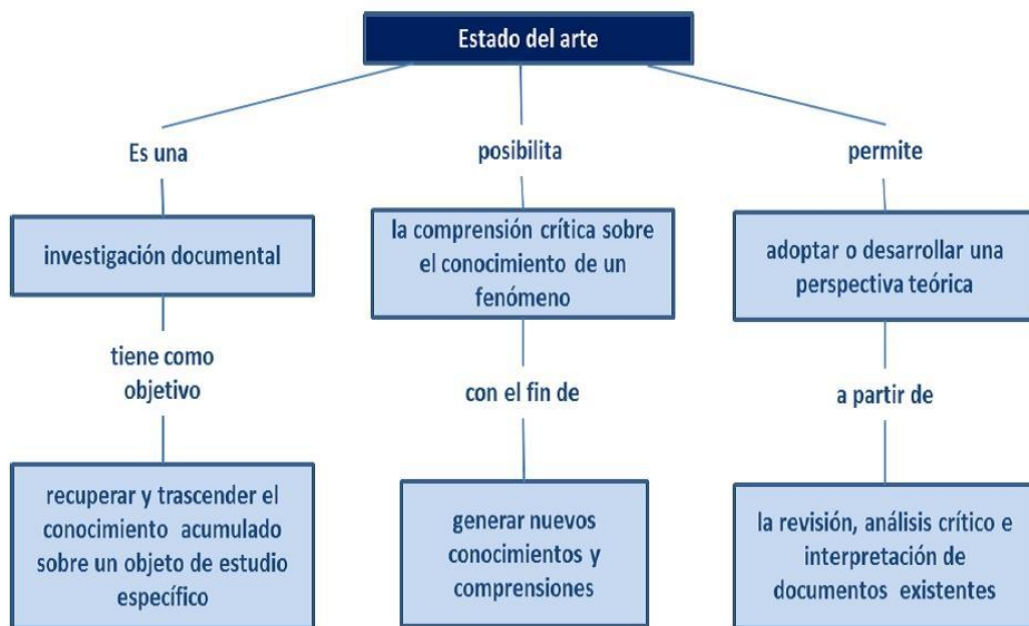 Estado del arte
Es una
posibilita
permite
investigación documental
la comprensión crítica sobre
el conocimiento de un
fenómeno
adoptar o desarrollar una
perspectiva teórica
tiene como
objetivo
con el fin de
a partir de
recuperar y trascender el
conocimiento acumulado
sobre un objeto de estudio
específico
generar nuevos
conocimientos y
comprensiones
la revisión, análisis crítico e
interpretación de
documentos existentes